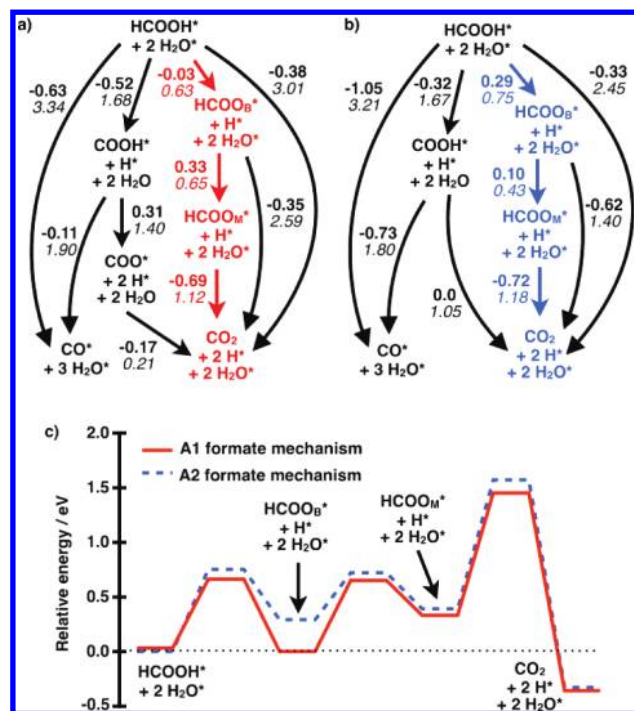 a)
HCOOH*
+ 2 H₂O*
-0.63
3.34
-0.52
1.68
-0.03
0.63
-0.38
3.01
HCOO_B*
+ H*
+ 2 H₂O*
COOH*
+ H*
+ 2 H₂O
0.33
0.65
-0.35
2.59
-0.11
1.90
0.31
1.40
HCOO_M*
+ H*
+ 2 H₂O*
COO*
+ 2 H*
+ 2 H₂O
-0.69
1.12
-0.17
0.21
CO*
+ 3 H₂O*
CO₂
+ 2 H*
+ 2 H₂O*
b)
HCOOH*
+ 2 H₂O*
-1.05
3.21
-0.32
1.67
0.29
0.75
-0.33
2.45
HCOO_B*
+ H*
+ 2 H₂O*
COOH*
+ H*
+ 2 H₂O
0.10
0.43
-0.62
1.40
-0.73
1.80
HCOO_M*
+ H*
+ 2 H₂O*
0.0
1.05
-0.72
1.18
CO*
+ 3 H₂O*
CO₂
+ 2 H*
+ 2 H₂O*
c)
Relative energy / eV
2.0
1.5
1.0
0.5
0.0
-0.5
A1 formate mechanism
A2 formate mechanism
HCOO_B*
+ H*
+ 2 H₂O*
HCOO_M*
+ H*
+ 2 H₂O*
HCOOH*
+ 2 H₂O*
CO₂
+ 2 H*
+ 2 H₂O*